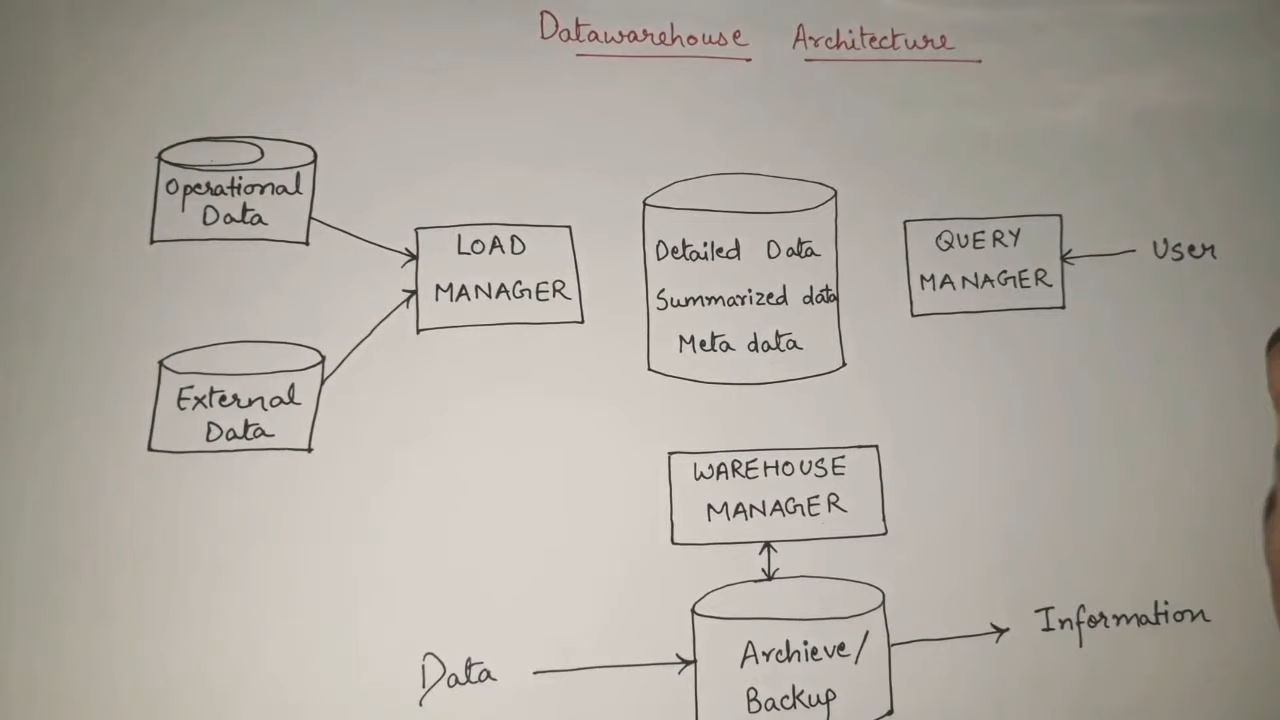 Datawarehouse Architecture
Operational
Data
LOAD
MANAGER
External
Data
Detailed Data
Summarized data
Meta data
QUERY
MANAGER
User
WAREHOUSE
MANAGER
Data
Archieve/
Backup
Information